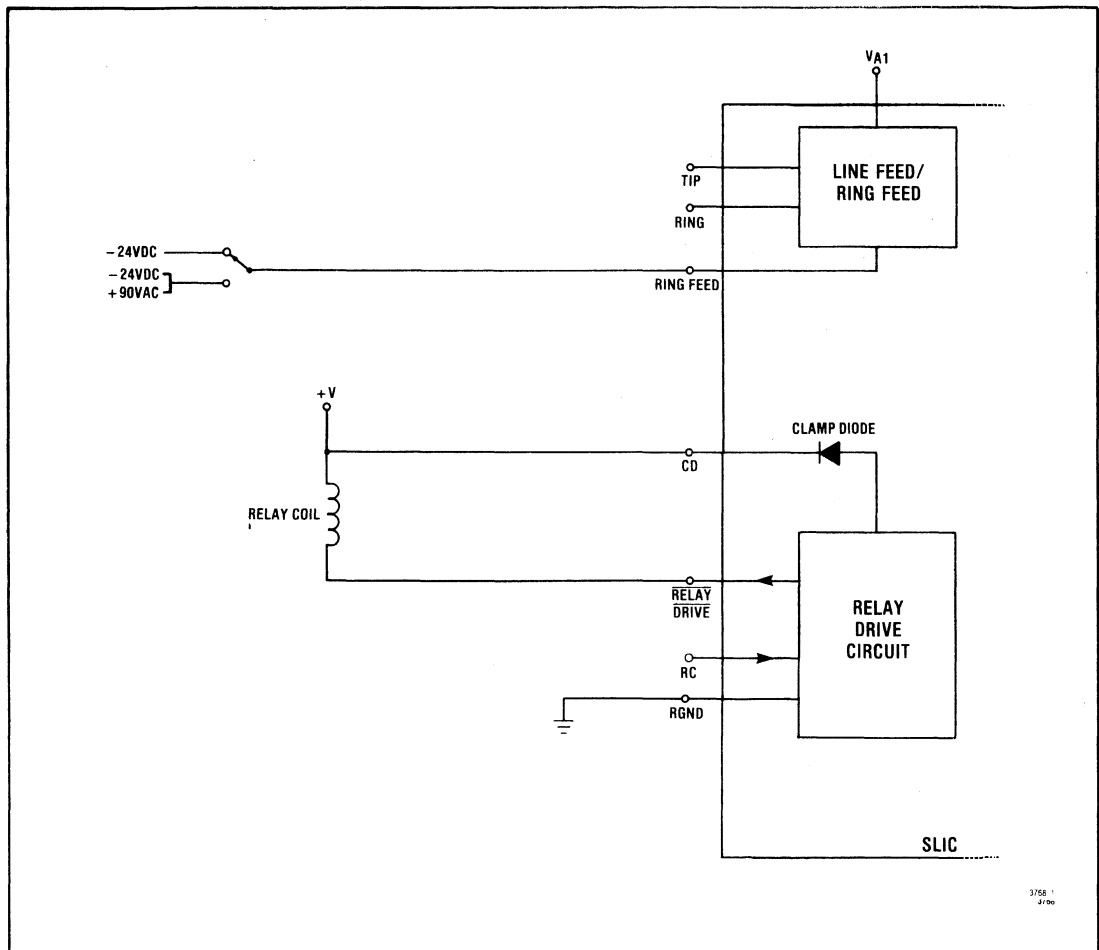 VA1
LINE FEED/
RING FEED
TIP
RING
−24VDC
−24VDC
+90VAC
RING FEED
+V
CLAMP DIODE
CD
RELAY COIL
RELAY
DRIVE
RELAY
DRIVE
CIRCUIT
RC
RGND
SLIC